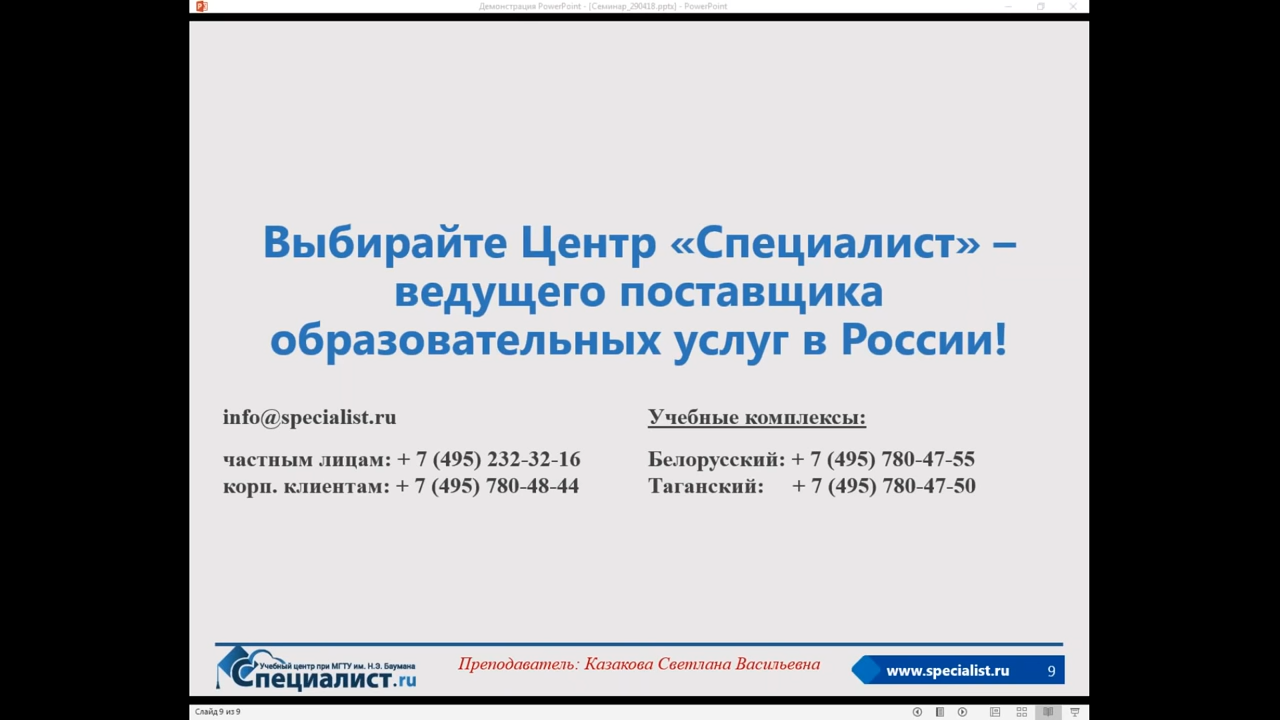 Демонстрация PowerPoint - [Семинар_290418.ppts] - PowerPoint
Выбирайте Центр «Специалист» –
ведущего поставщика
образовательных услуг в России!
info@specialist.ru
частным лицам: + 7 (495) 232-32-16
корп. клиентам: + 7 (495) 780-48-44
Учебные комплексы:
Белорусский: + 7 (495) 780-47-55
Таганский: + 7 (495) 780-47-50
Учебный центр при МГТУ им. Н.Э. Баумана
Специалист.ru
Преподаватель: Казакова Светлана Васильевна
www.specialist.ru 9
Слайд 9 из 9